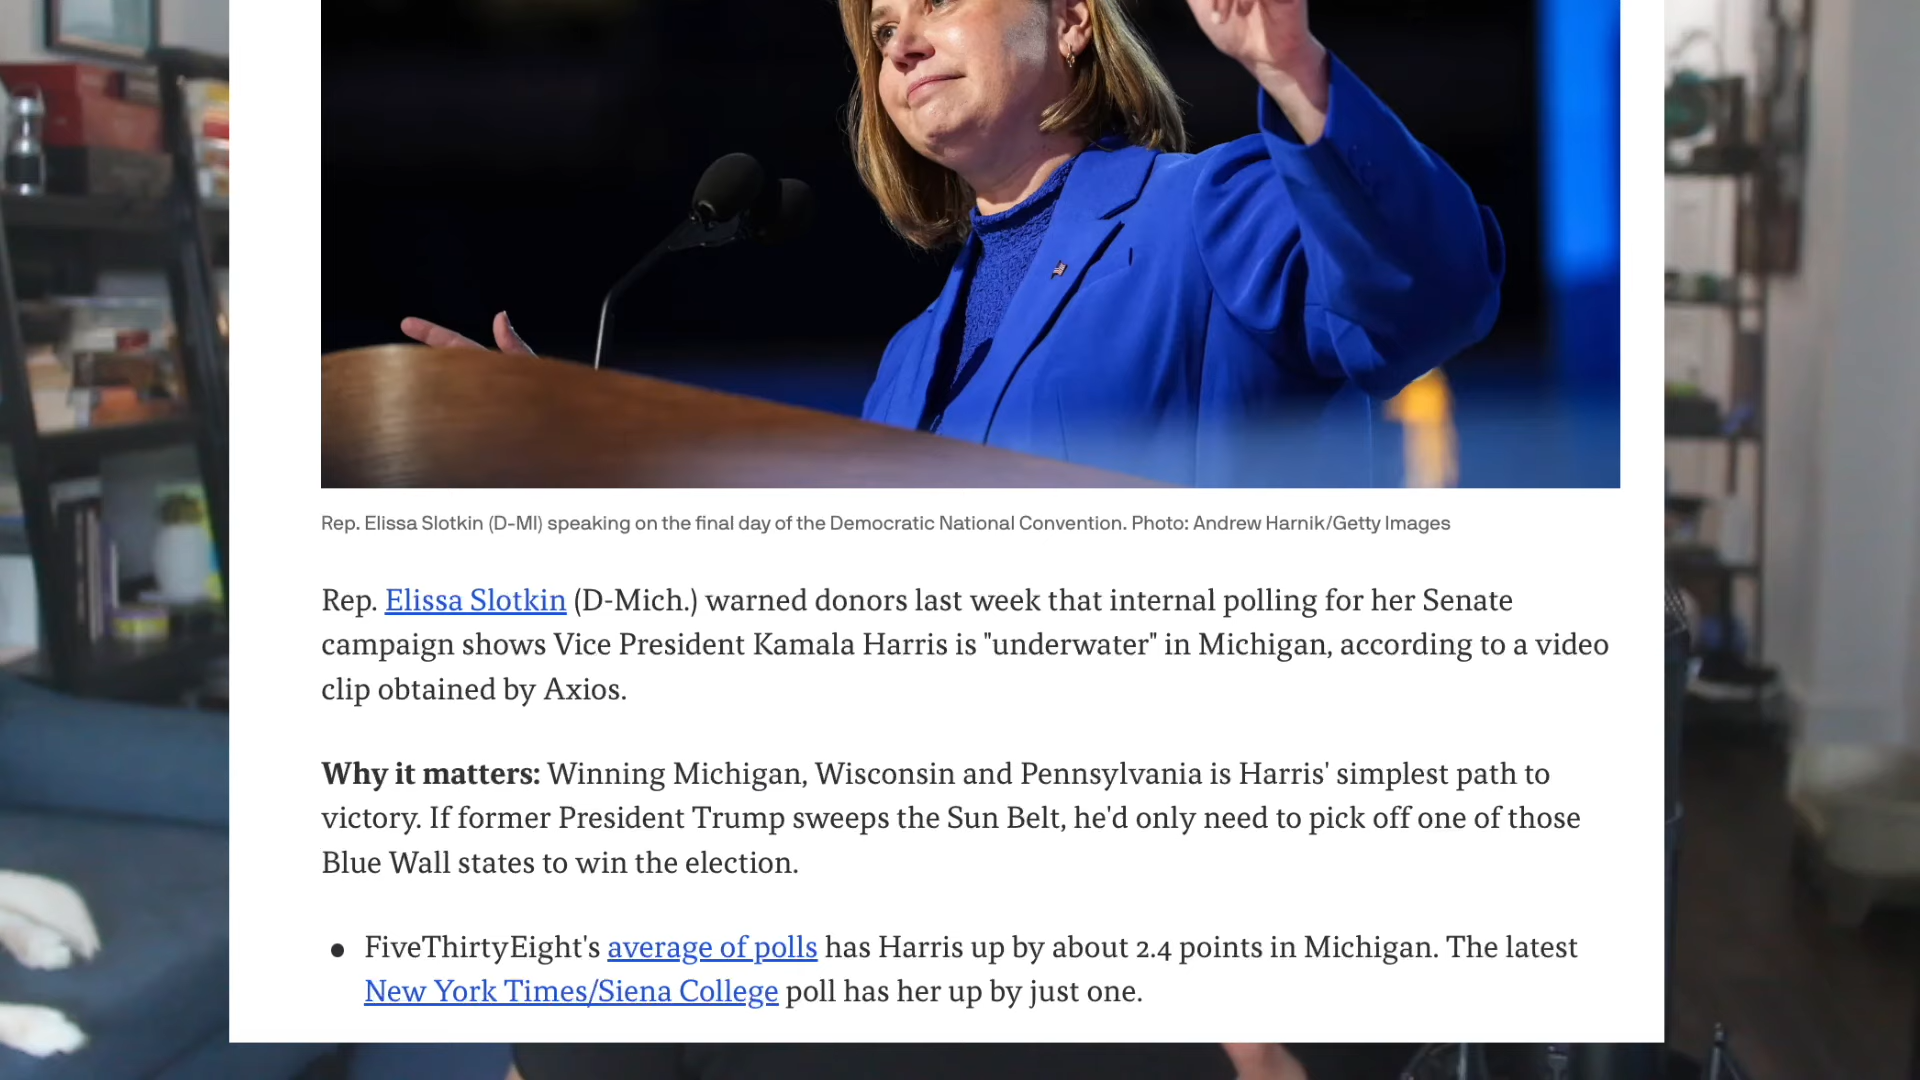 Rep. Elissa Slotkin (D-MI) speaking on the final day of the Democratic National Convention. Photo: Andrew Harnik/Getty Images
Rep. Elissa Slotkin (D-Mich.) warned donors last week that internal polling for her Senate
campaign shows Vice President Kamala Harris is "underwater" in Michigan, according to a video
clip obtained by Axios.
Why it matters: Winning Michigan, Wisconsin and Pennsylvania is Harris' simplest path to
victory. If former President Trump sweeps the Sun Belt, he'd only need to pick off one of those
Blue Wall states to win the election.
● FiveThirtyEight's average of polls has Harris up by about 2.4 points in Michigan. The latest
New York Times/Siena College poll has her up by just one.